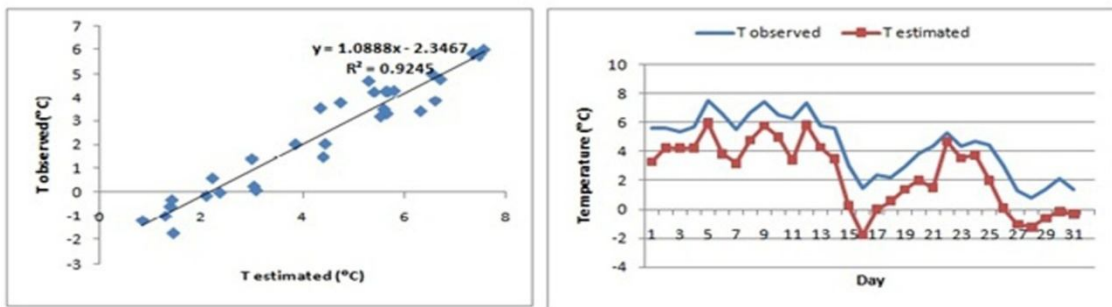 7
6
5
4
3
2
1
0
-1
-2
-3
0 2 4 6 8
y = 1.0888x - 2.3467
R² = 0.9245
T observed(°C)
T estimated (°C)
T observed T estimated
10
8
6
4
2
0
-2
-4
1 3 5 7 9 11 13 15 17 19 21 23 25 27 29 31
Temperature (°C)
Day